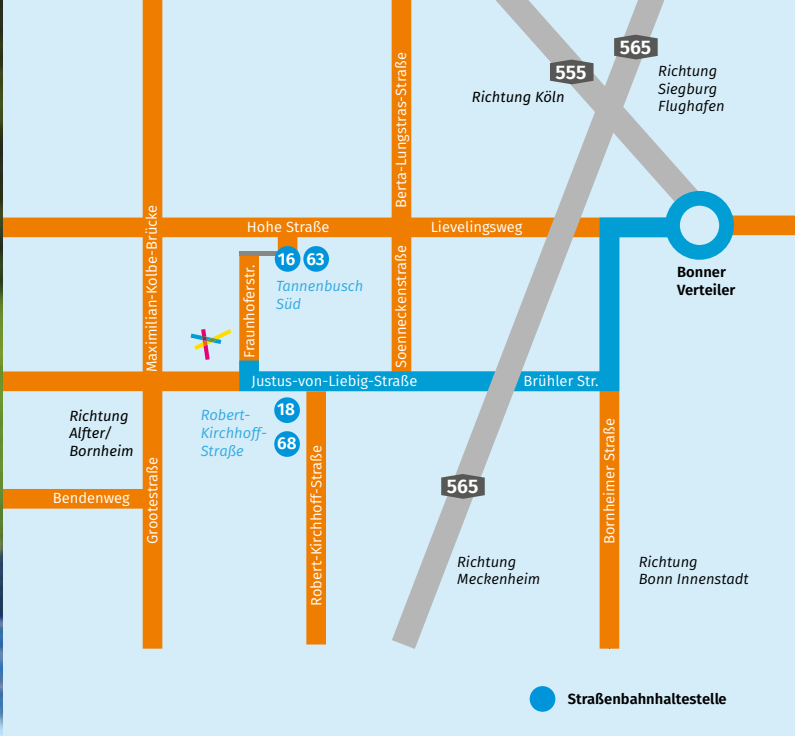 565
555
Richtung
Siegburg
Flughafen
Richtung Köln
Berta-Lungstras-Straße
Maximilian-Kolbe-Brücke
Hohe Straße
Lievelingsweg
16
63
Tannenbusch
Süd
Fraunhoferstr.
Soenneckenstraße
Bonner
Verteiler
Justus-von-Liebig-Straße
Brühler Str.
Richtung
Alfter/
Bornheim
Robert-
Kirchhoff-
Straße
18
68
Grootestraße
Bendenweg
Robert-Kirchhoff-Straße
565
Bornheimer Straße
Richtung
Meckenheim
Richtung
Bonn Innenstadt
Straßenbahnhaltestelle